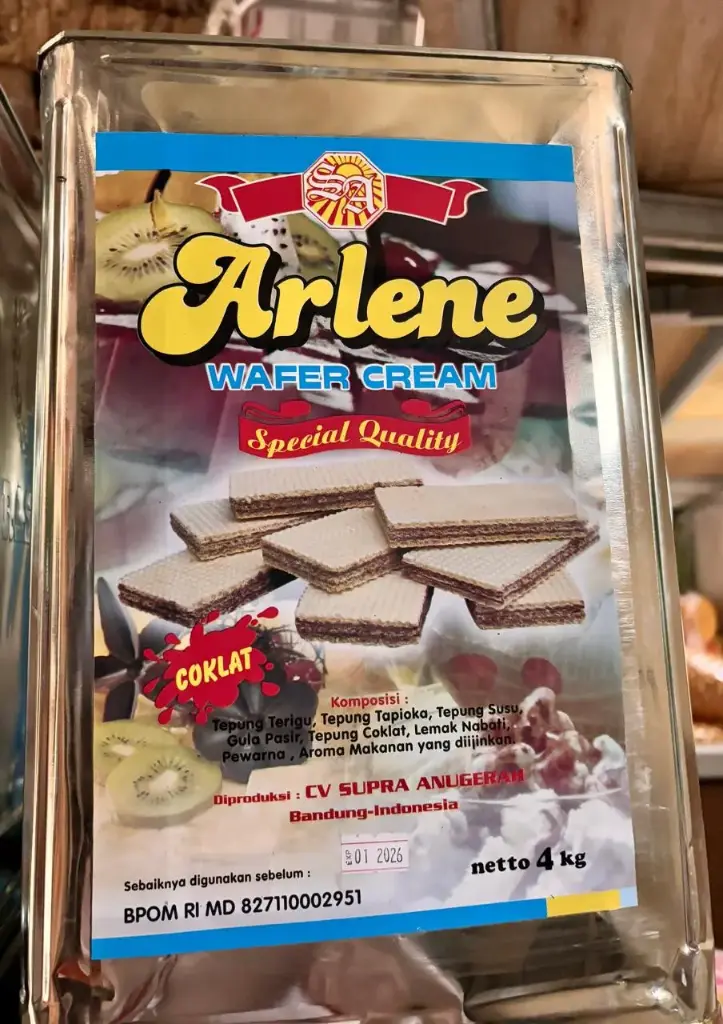 SA
Arlene
WAFER CREAM
Special Quality
COKLAT
Komposisi :
Tepung Terigu, Tepung Tapioka, Tepung Susu,
Gula Pasir, Tepung Coklat, Lemak Nabati,
Pewarna , Aroma Makanan yang diijinkan.
Diproduksi : CV SUPRA ANUGERAH
Bandung-Indonesia
EXP 01 2026
netto 4 kg
Sebaiknya digunakan sebelum :
BPOM RI MD 827110002951